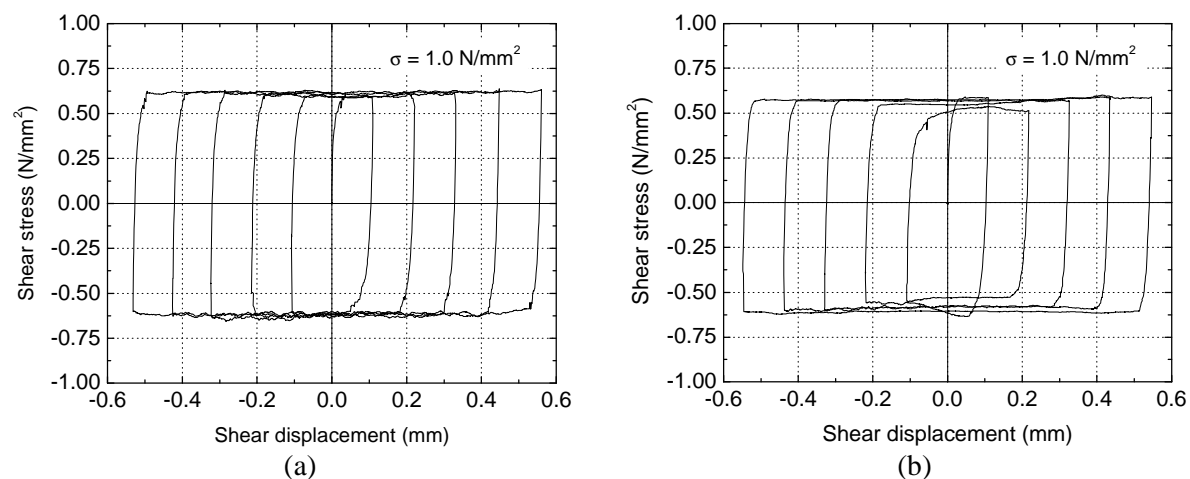 1.00
0.75
0.50
0.25
0.00
-0.25
-0.50
-0.75
-1.00
Shear stress (N/mm²)
σ = 1.0 N/mm²
-0.6 -0.4 -0.2 0.0 0.2 0.4 0.6
Shear displacement (mm)
(a)
1.00
0.75
0.50
0.25
0.00
-0.25
-0.50
-0.75
-1.00
Shear stress (N/mm²)
σ = 1.0 N/mm²
-0.6 -0.4 -0.2 0.0 0.2 0.4 0.6
Shear displacement (mm)
(b)